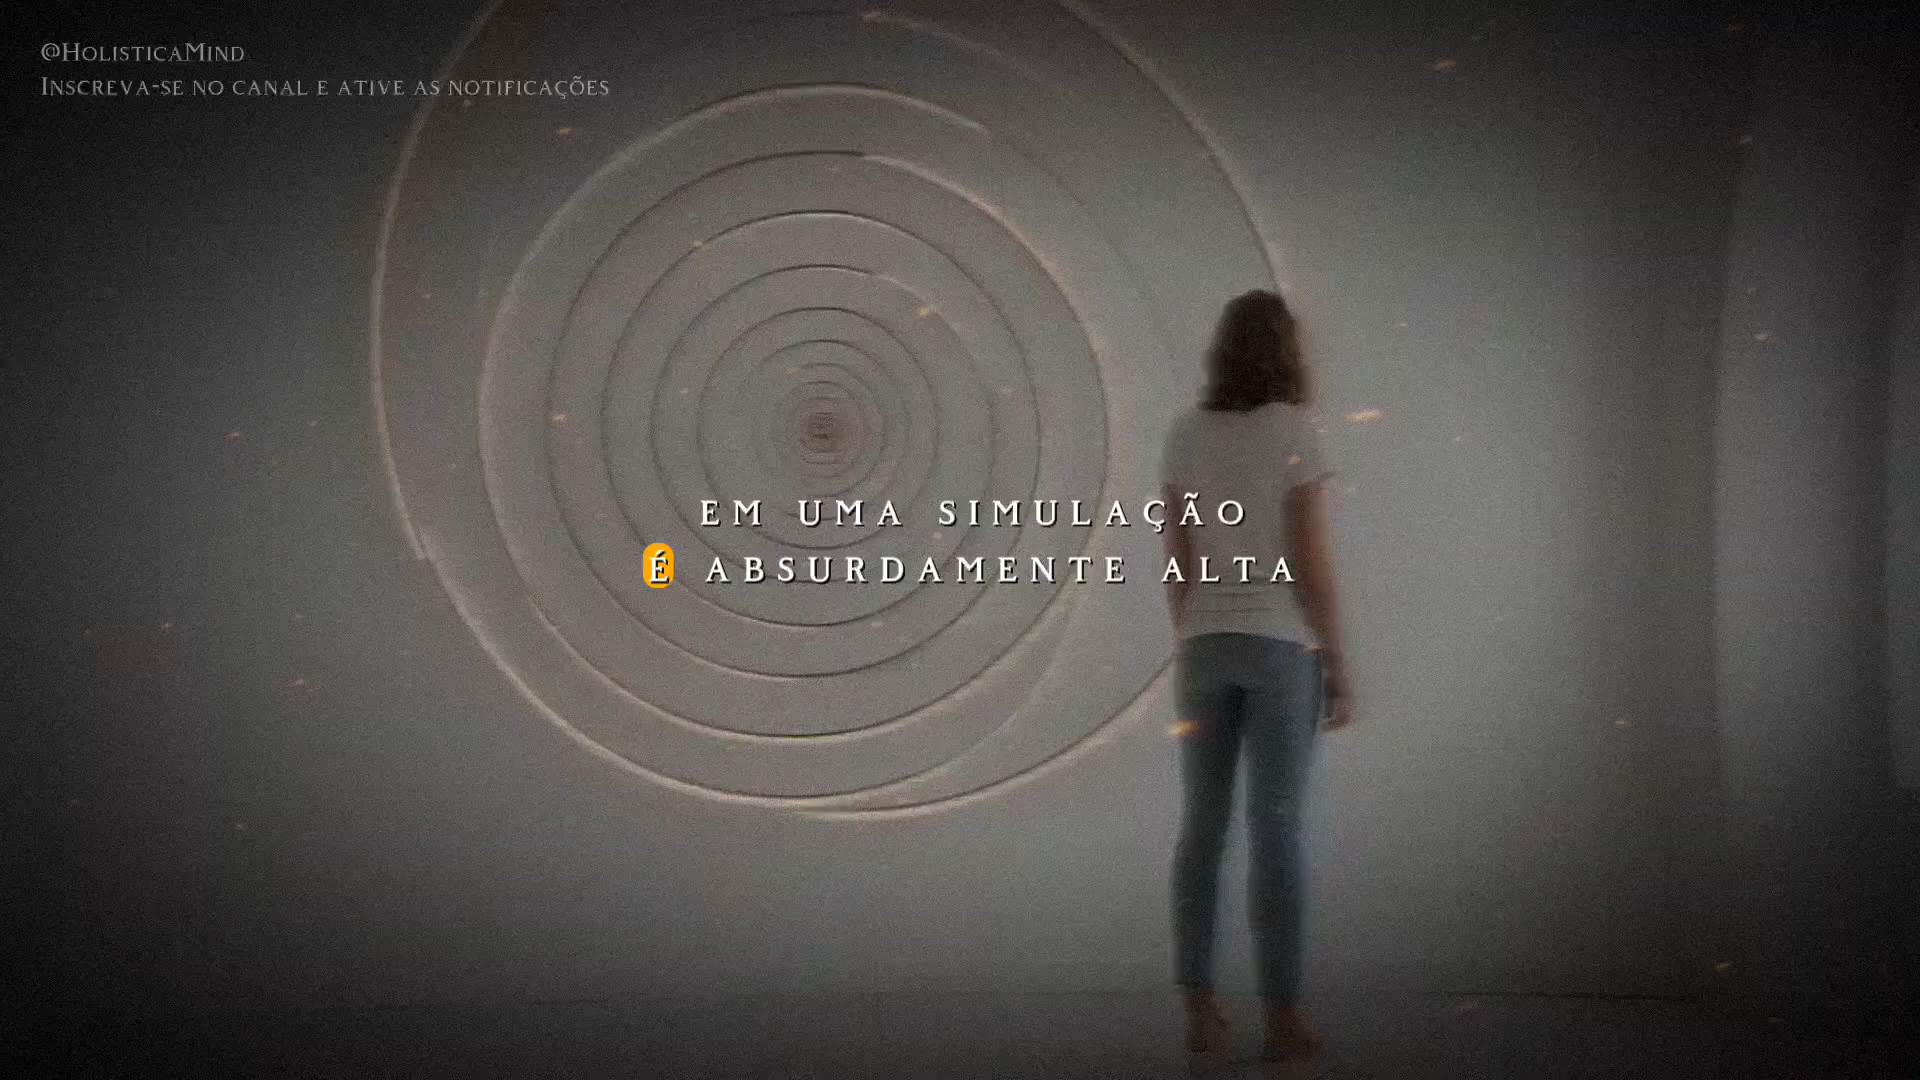 @HolisticaMind
Inscreva-se no canal e ative as notificações
EM UMA SIMULAÇÃO
É ABSURDAMENTE ALTA